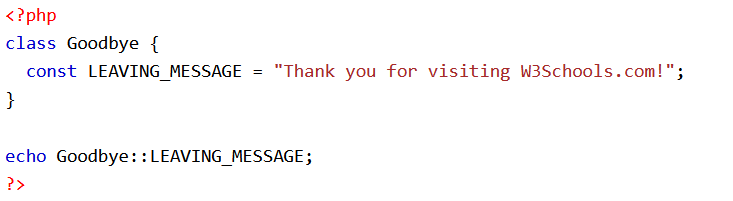 <?php
class Goodbye {
  const LEAVING_MESSAGE = "Thank you for visiting W3Schools.com!";
}

echo Goodbye::LEAVING_MESSAGE;
?>